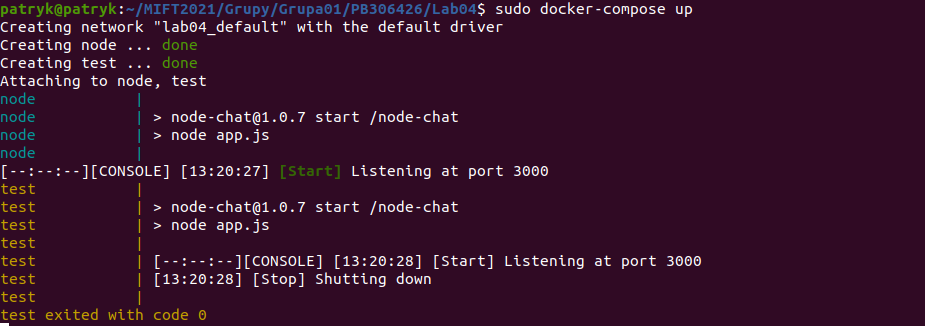 patryk@patryk:~/MIFT2021/Grupy/Grupa01/PB306426/Lab04$ sudo docker-compose up
Creating network "lab04_default" with the default driver
Creating node ... done
Creating test ... done
Attaching to node, test
node           |
node           | > node-chat@1.0.7 start /node-chat
node           | > node app.js
node           |
[--:--:--][CONSOLE] [13:20:27] [Start] Listening at port 3000
test           |
test           | > node-chat@1.0.7 start /node-chat
test           | > node app.js
test           |
test           | [--:--:--][CONSOLE] [13:20:28] [Start] Listening at port 3000
test           | [13:20:28] [Stop] Shutting down
test           |
test exited with code 0